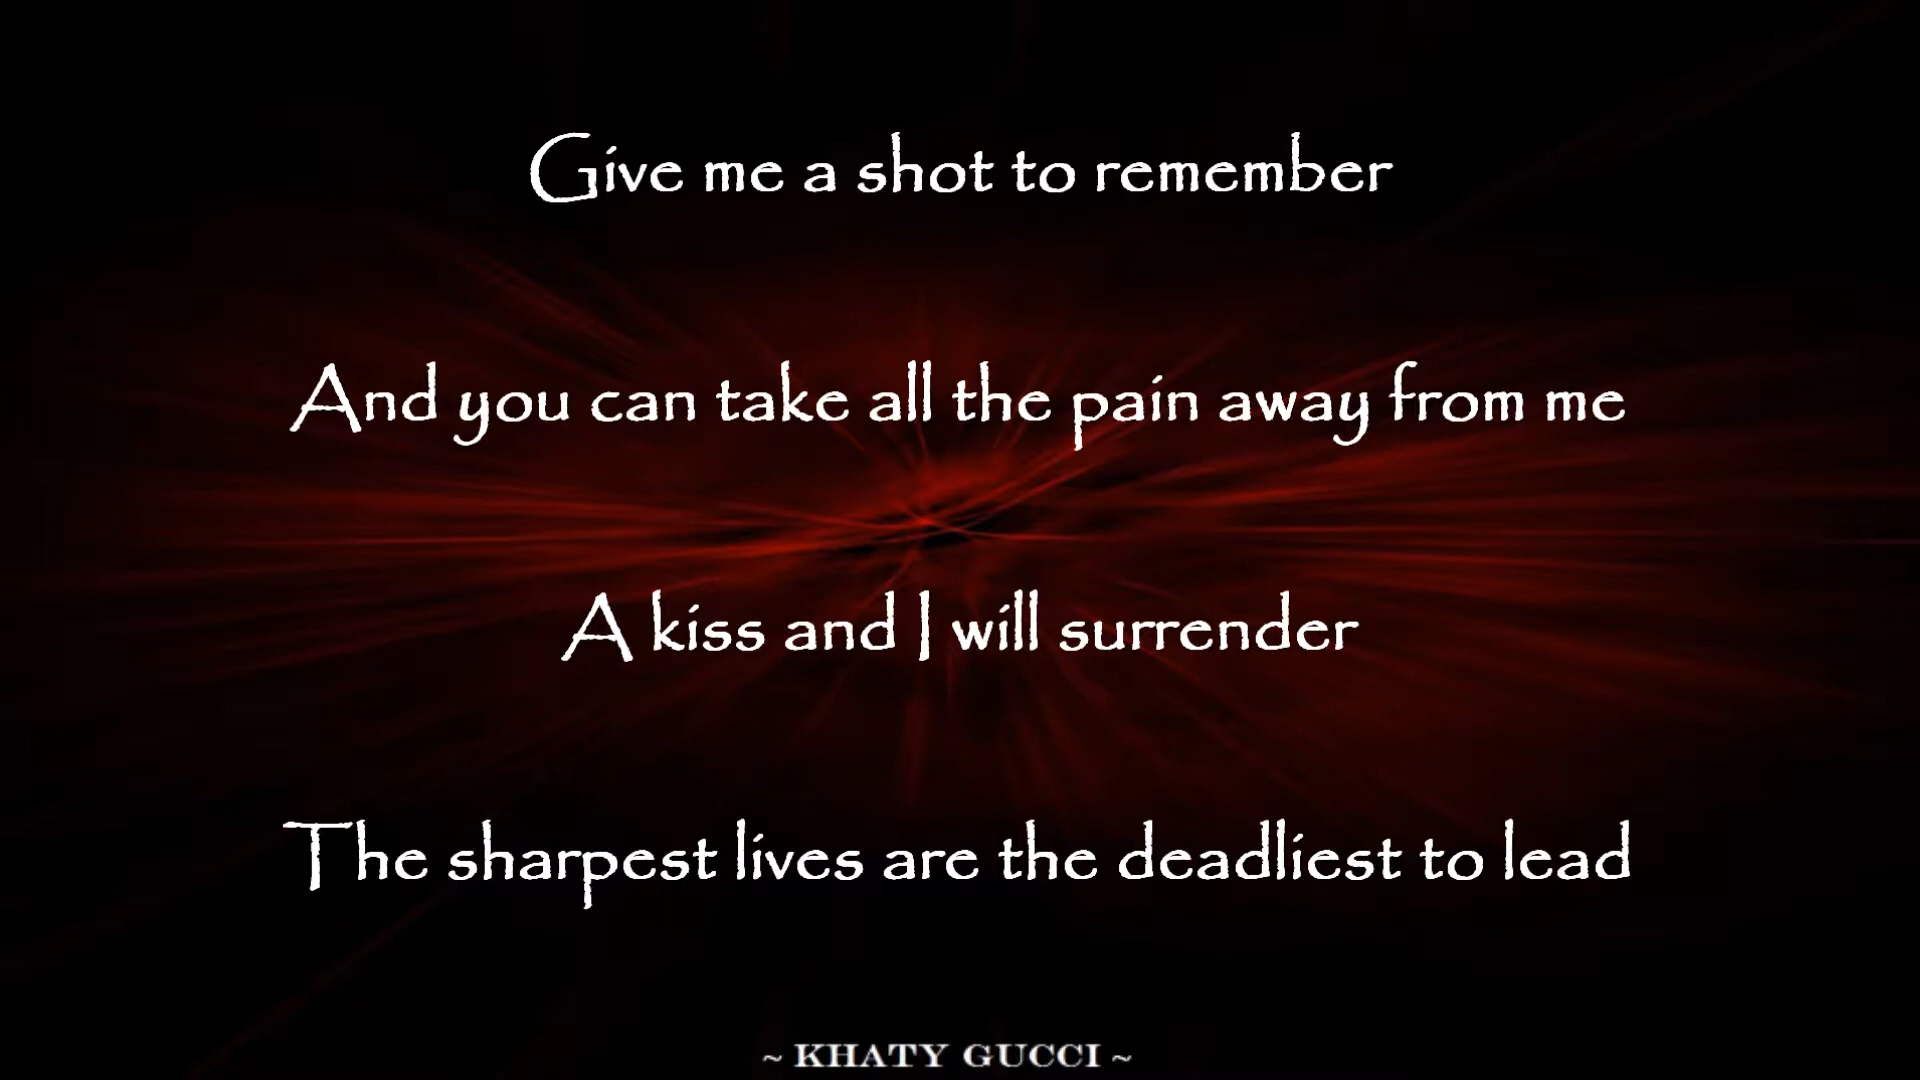 Give me a shot to remember
And you can take all the pain away from me
A kiss and I will surrender
The sharpest lives are the deadliest to lead
~ KHATY GUCCI ~